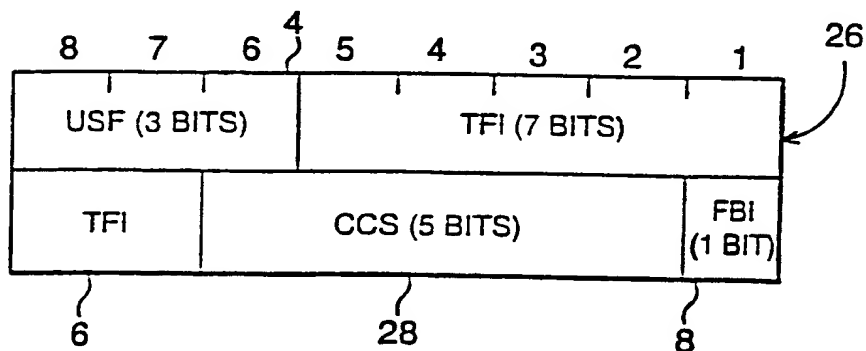 4
8 7 6 5 4 3 2 1 26
USF (3 BITS) TFI (7 BITS)
TFI CCS (5 BITS) FBI
(1 BIT)
6 28 8